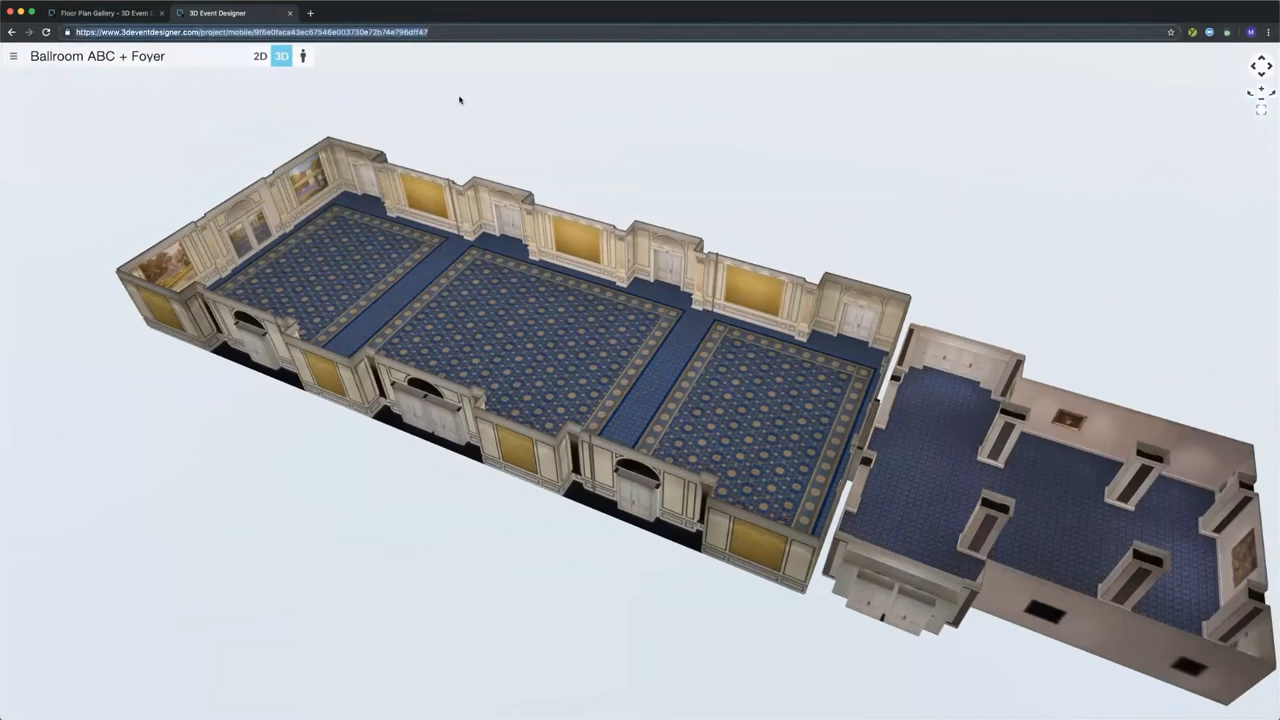 Floor Plan Gallery - 3D Event D
3D Event Designer
https://www.3deventdesigner.com/project/mobile/9f6e0faca43ec67546e003730e72b74e796dff47
M
Ballroom ABC + Foyer
2D 3D